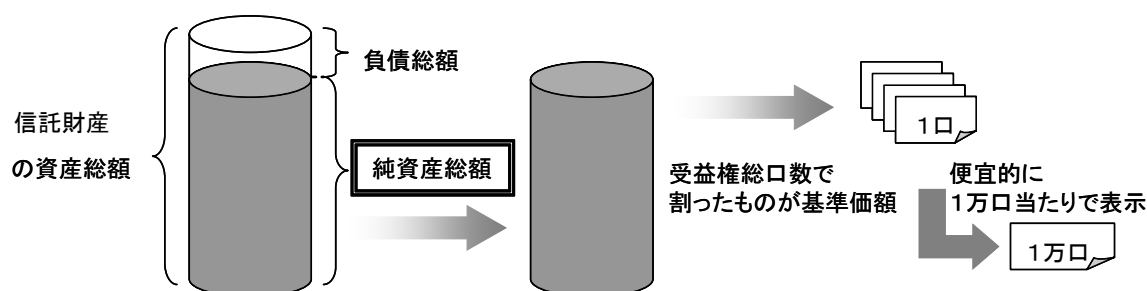 負債総額
信託財産
の資産総額
純資産総額
受益権総口数で
割ったものが基準価額
1口
便宜的に
1万口当たりで表示
1万口